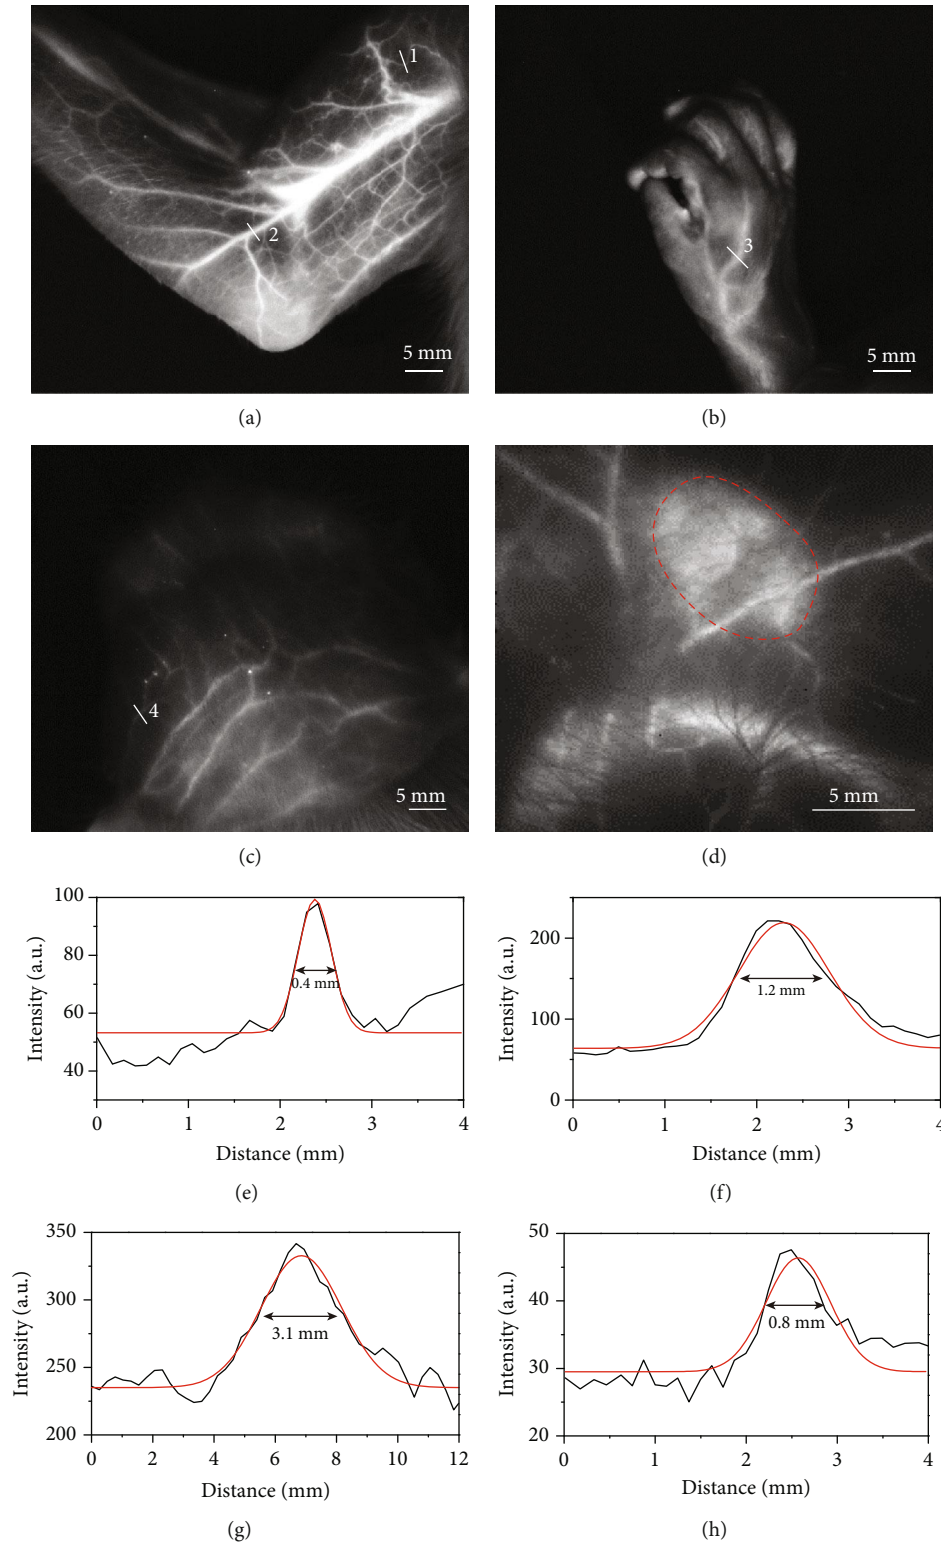 1
2
5 mm
(a)
3
5 mm
(b)
4
5 mm
(c)
5 mm
(d)
100
80
60
40
Intensity (a.u.)
0.4 mm
0 1 2 3 4
Distance (mm)
(e)
200
150
100
50
0
Intensity (a.u.)
1.2 mm
0 1 2 3 4
Distance (mm)
(f)
350
300
250
200
Intensity (a.u.)
3.1 mm
0 2 4 6 8 10 12
Distance (mm)
(g)
50
40
30
20
Intensity (a.u.)
0.8 mm
0 1 2 3 4
Distance (mm)
(h)